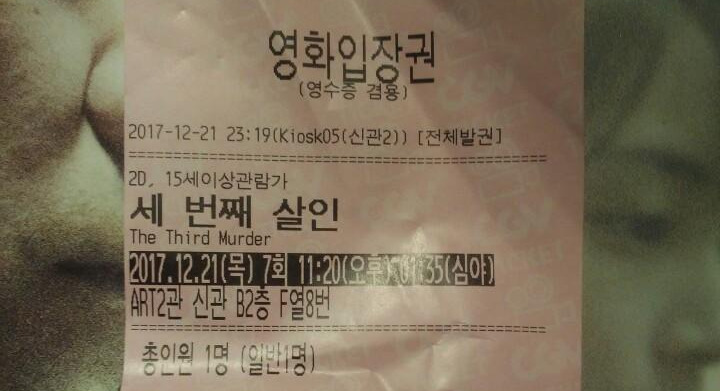 영화입장권
(영수증 겸용)
2017-12-21 23:19(Kiosk05(신관2)) [전체발권]
================================================
2D, 15세이상관람가
세 번째 살인
The Third Murder
2017.12.21(목) 7회 11:20(오후) 01:35(심야)
ART2관 신관 B2층 F열8번
================================================
총인원 1명 (일반1명)